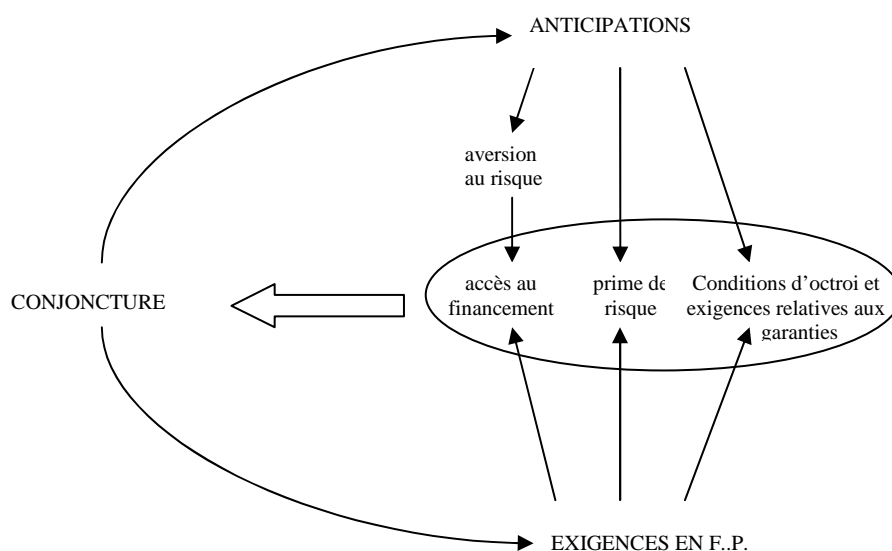 ANTICIPATIONS
aversion
au risque
CONJONCTURE
accès au
financement
prime de
risque
Conditions d'octroi et
exigences relatives aux
garanties
EXIGENCES EN F..P.